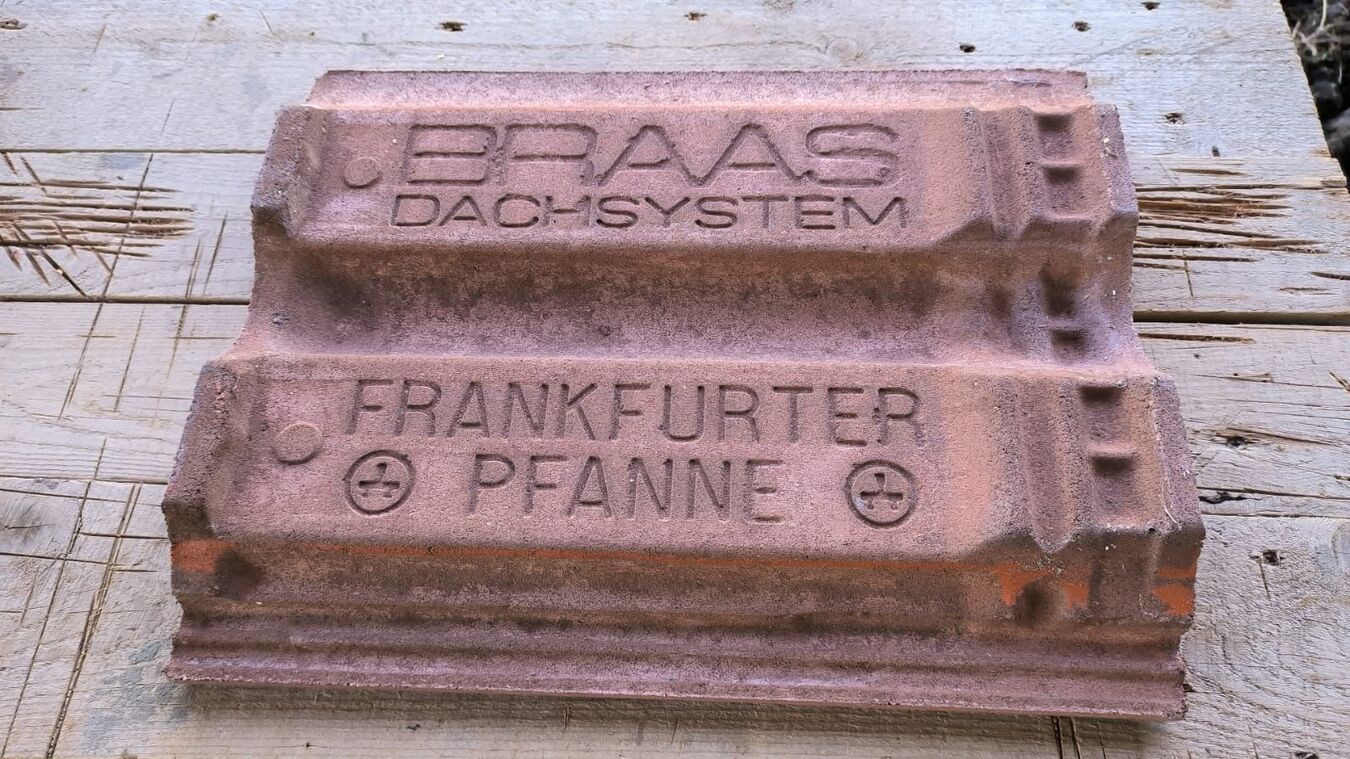 BRAAS
DACHSYSTEM
FRANKFURTER
PFANNE